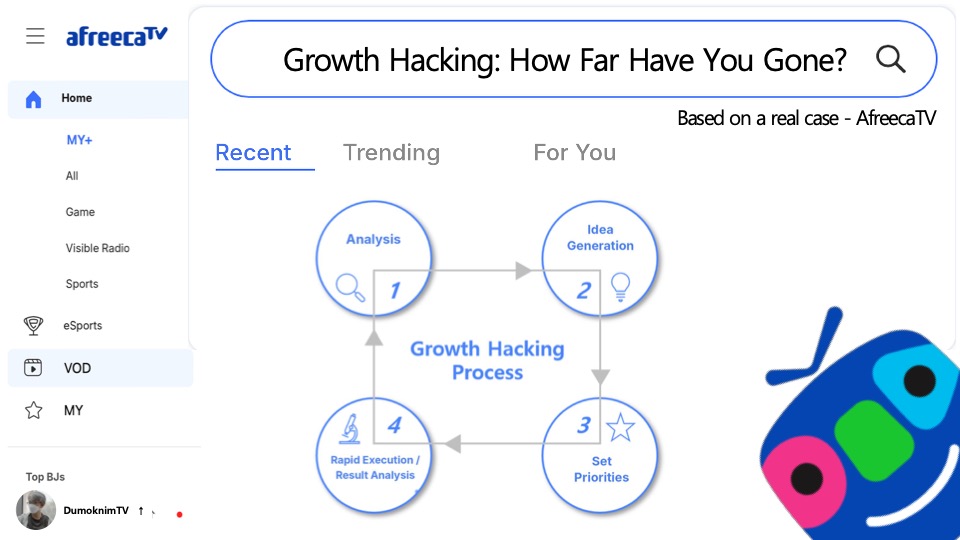 afreecaTV
Home
MY+
All
Game
Visible Radio
Sports
eSports
VOD
MY
Top BJs
DumoknimTV ↑
Growth Hacking: How Far Have You Gone?
Based on a real case - AfreecaTV
Recent
Trending
For You
Analysis
1
Idea
Generation
2
Growth Hacking
Process
4
Rapid Execution /
Result Analysis
3
Set
Priorities